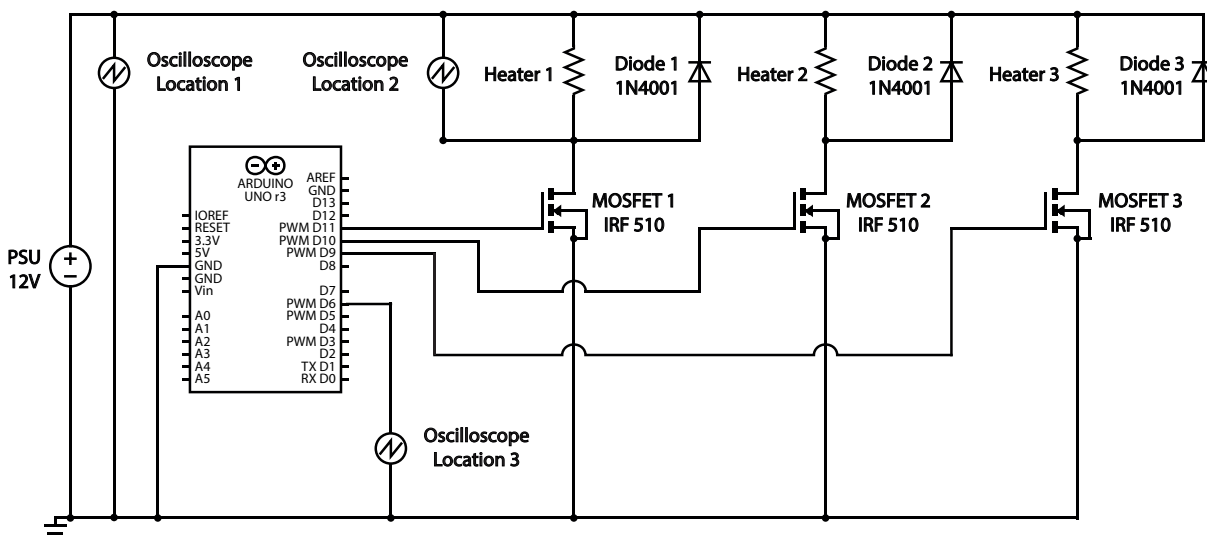 Oscilloscope
Location 1
Oscilloscope
Location 2
Heater 1
Diode 1
1N4001
Heater 2
Diode 2
1N4001
Heater 3
Diode 3
1N4001
ARDUINO
UNO r3
IOREF
RESET
3.3V
5V
GND
GND
Vin
A0
A1
A2
A3
A4
A5
AREF
GND
D13
D12
PWM D11
PWM D10
PWM D9
D8
D7
PWM D6
PWM D5
D4
PWM D3
D2
TX D1
RX D0
MOSFET 1
IRF 510
MOSFET 2
IRF 510
MOSFET 3
IRF 510
PSU
12V
Oscilloscope
Location 3